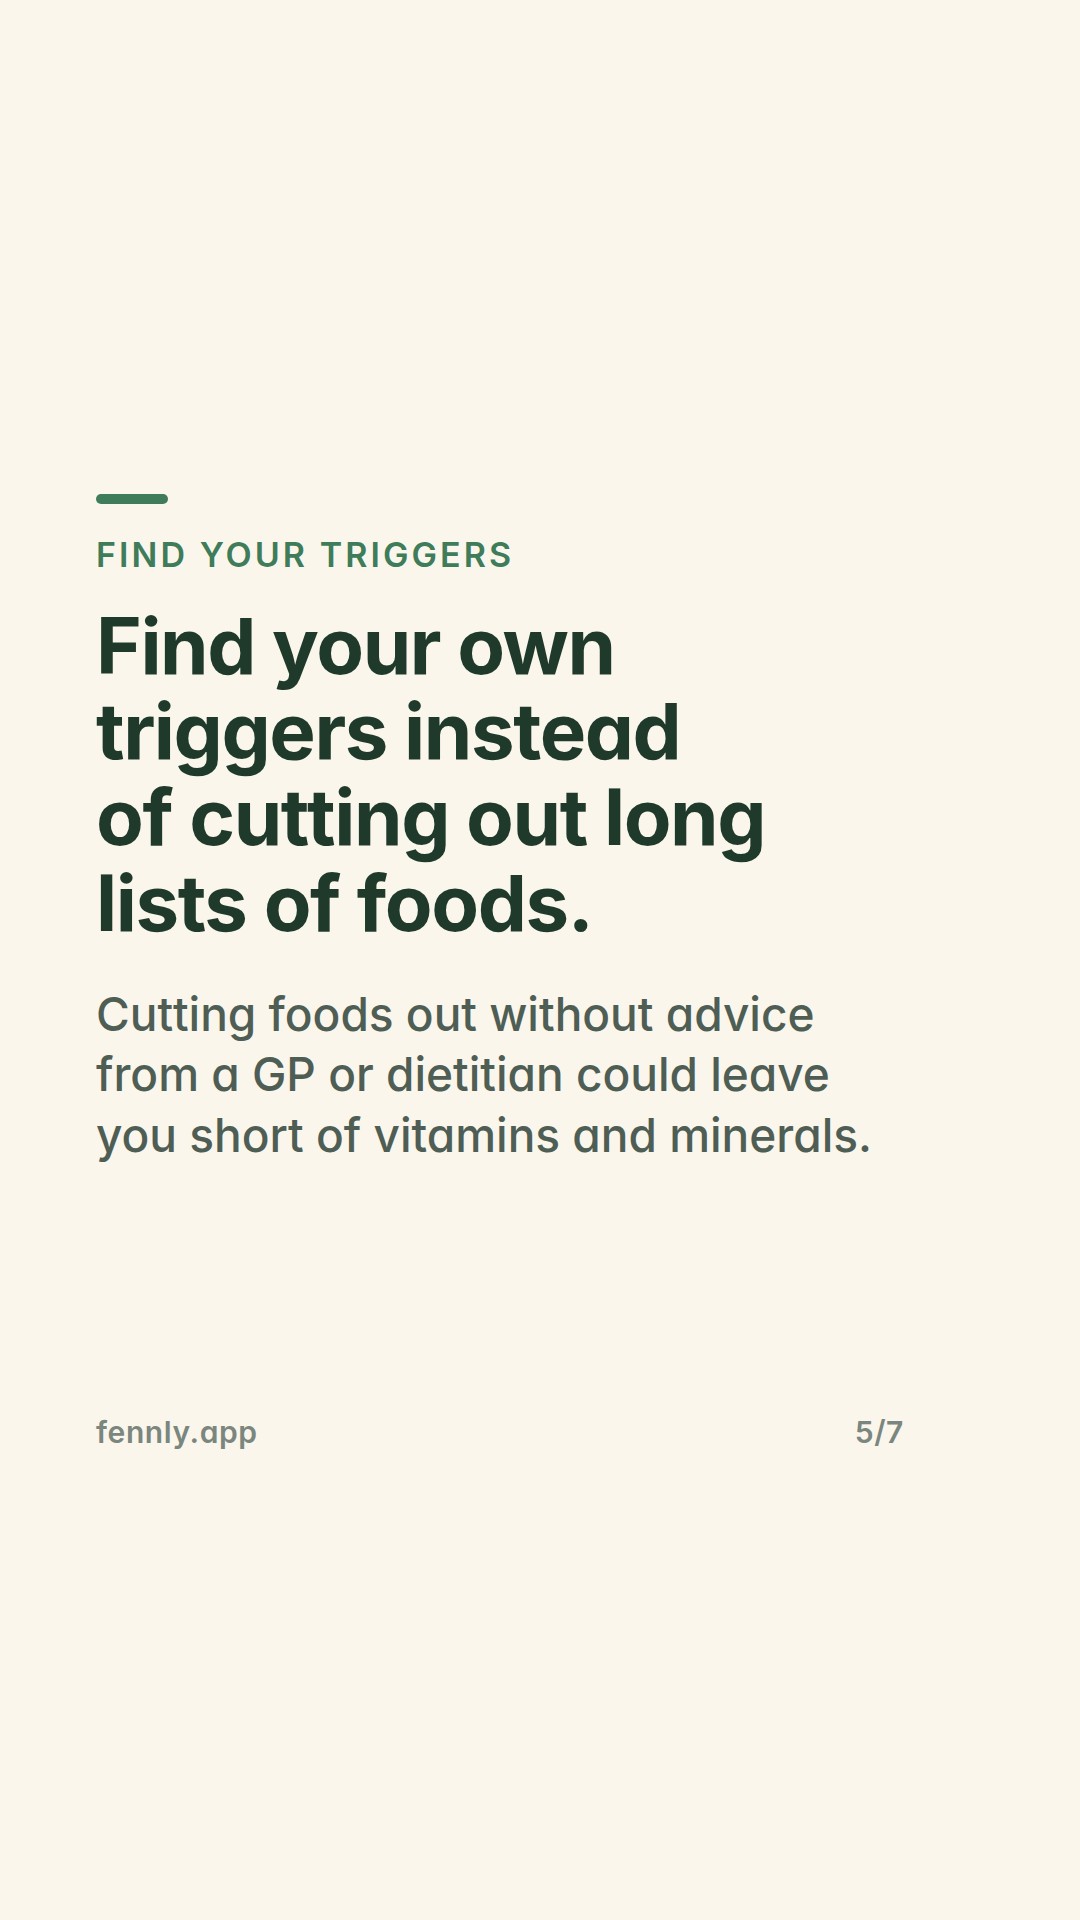 FIND YOUR TRIGGERS
Find your own
triggers instead
of cutting out long
lists of foods.
Cutting foods out without advice
from a GP or dietitian could leave
you short of vitamins and minerals.
fennly.app
5/7